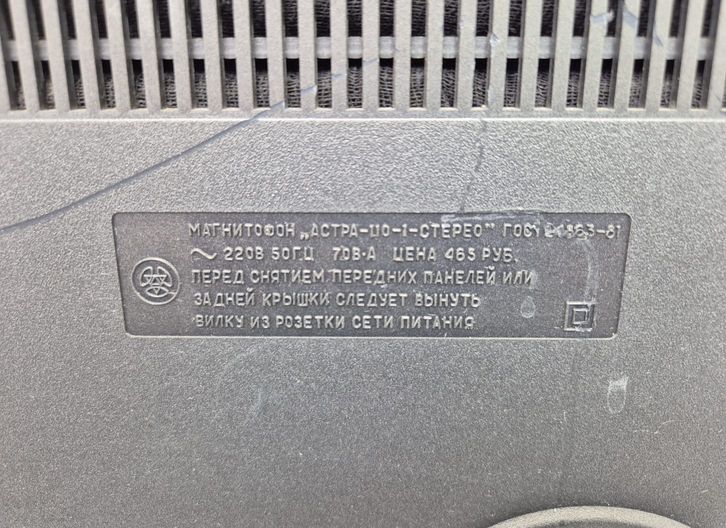 МАГНИТОФОН „АСТРА-110-1-СТЕРЕО" ГОСТ 24863-81
~ 220В 50ГЦ 70В·А ЦЕНА 465 РУБ.
ПЕРЕД СНЯТИЕМ ПЕРЕДНИХ ПАНЕЛЕЙ ИЛИ
ЗАДНЕЙ КРЫШКИ СЛЕДУЕТ ВЫНУТЬ
ВИЛКУ ИЗ РОЗЕТКИ СЕТИ ПИТАНИЯ